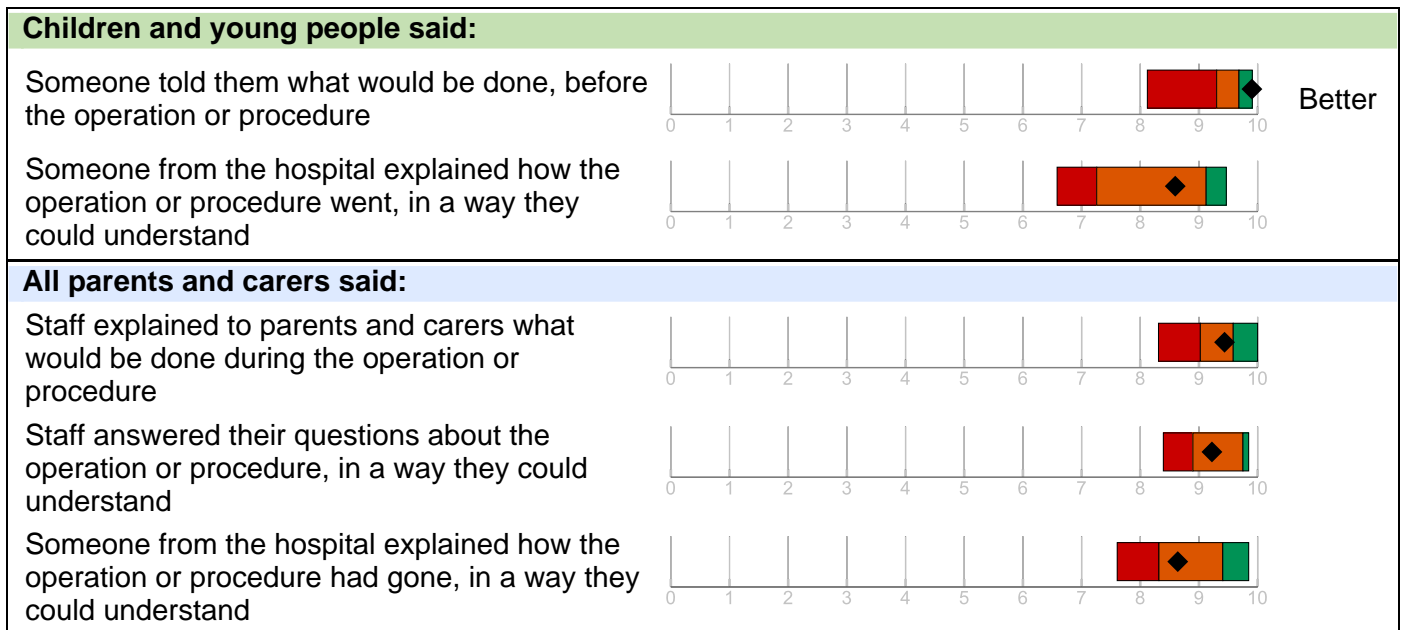 Children and young people said:
Someone told them what would be done, before
the operation or procedure
0 1 2 3 4 5 6 7 8 9 10
Better
Someone from the hospital explained how the
operation or procedure went, in a way they
could understand
0 1 2 3 4 5 6 7 8 9 10
All parents and carers said:
Staff explained to parents and carers what
would be done during the operation or
procedure
0 1 2 3 4 5 6 7 8 9 10
Staff answered their questions about the
operation or procedure, in a way they could
understand
0 1 2 3 4 5 6 7 8 9 10
Someone from the hospital explained how the
operation or procedure had gone, in a way they
could understand
0 1 2 3 4 5 6 7 8 9 10